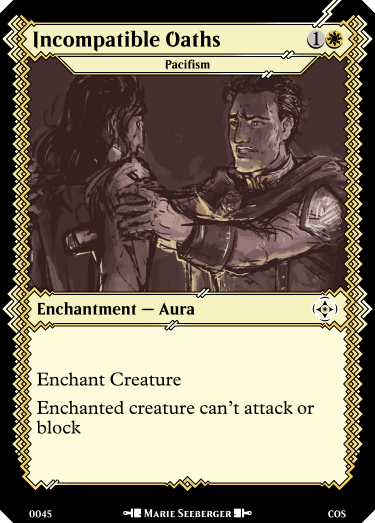 Incompatible Oaths 1
Pacifism
Enchantment — Aura
Enchant Creature
Enchanted creature can't attack or
block
0045 Marie Seeberger COS